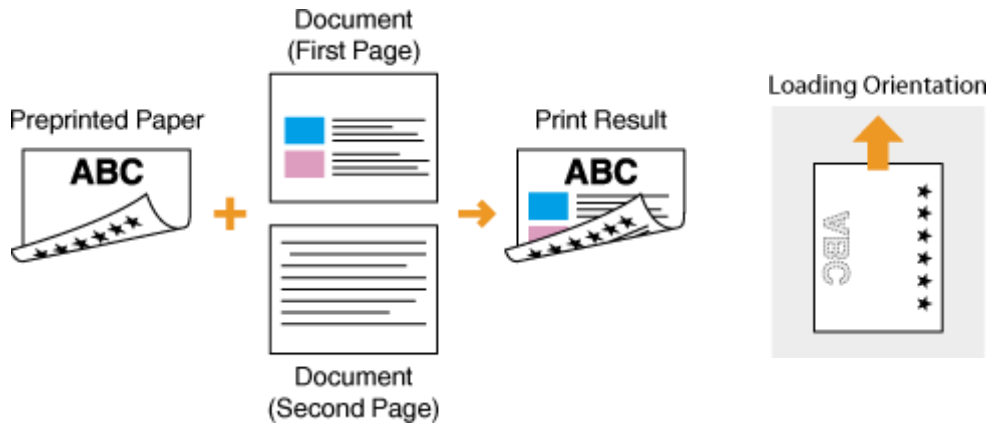 Document
(First Page)
Loading Orientation
Preprinted Paper
Print Result
ABC
ABC
ABC
Document
(Second Page)